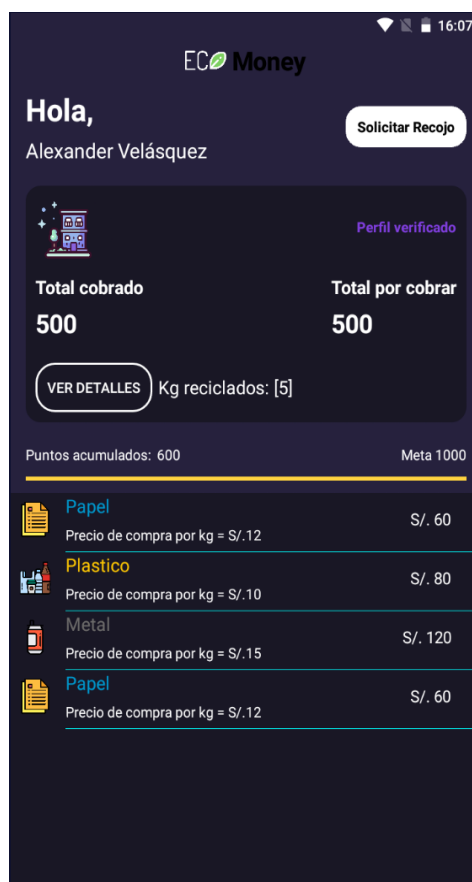 16:07
ECO Money
Hola,
Alexander Velásquez
Solicitar Recojo
Perfil verificado
Total cobrado
Total por cobrar
500
500
VER DETALLES
Kg reciclados: [5]
Puntos acumulados: 600
Meta 1000
Papel
Precio de compra por kg = S/.12
S/. 60
Plastico
Precio de compra por kg = S/.10
S/. 80
Metal
Precio de compra por kg = S/.15
S/. 120
Papel
Precio de compra por kg = S/.12
S/. 60